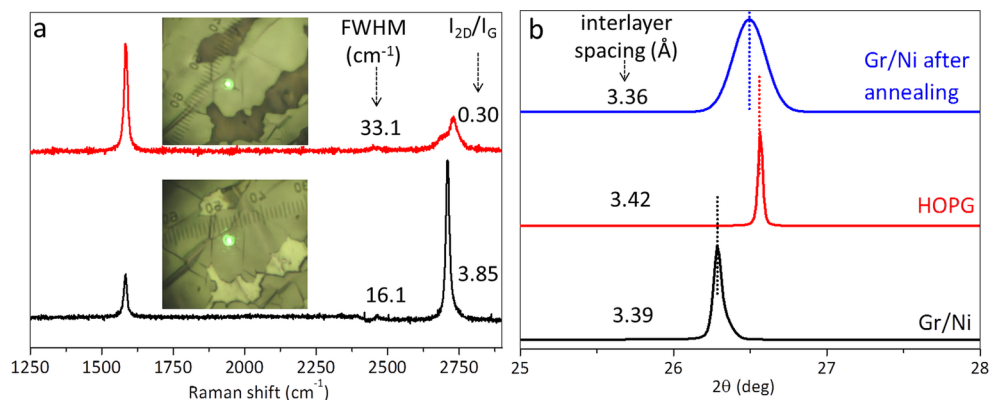 a
FWHM
(cm⁻¹)
I2D/IG
33.1
0.30
16.1
3.85
1250 1500 1750 2000 2250 2500 2750
Raman shift (cm⁻¹)
b
interlayer
spacing (Å)
3.36
Gr/Ni after
annealing
3.42
HOPG
3.39
Gr/Ni
25 26 27 28
2θ (deg)